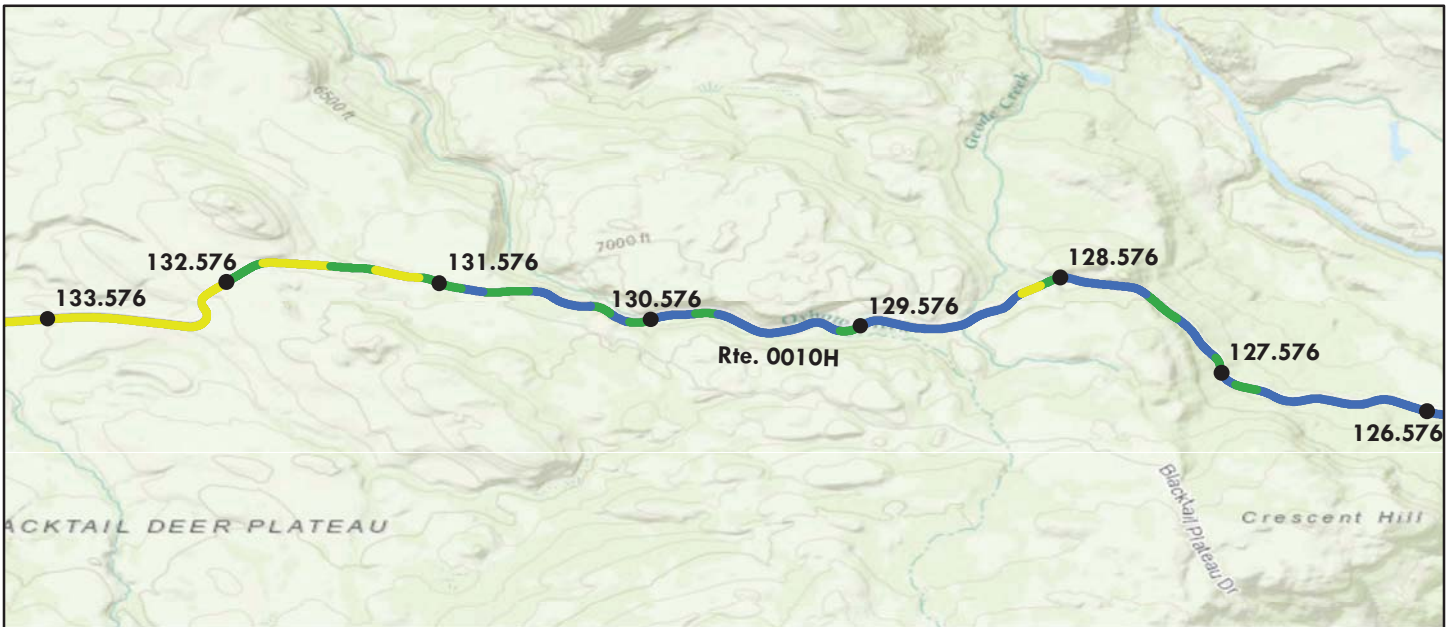 6500 ft
Geode Creek
7000 ft
132.576
131.576
128.576
133.576
130.576
129.576
Rte. 0010H
127.576
126.576
Blacktail Plateau Dr
ACKTAIL DEER PLATEAU
Crescent Hill